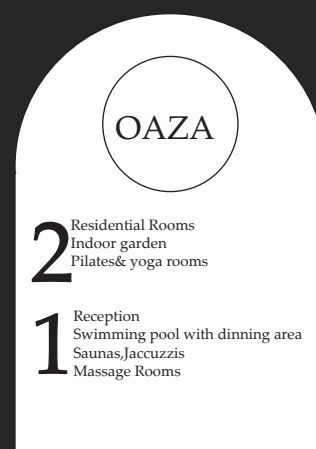 OAZA
2
Residential Rooms
Indoor garden
Pilates& yoga rooms
1
Reception
Swimming pool with dinning area
Saunas,Jaccuzzis
Massage Rooms